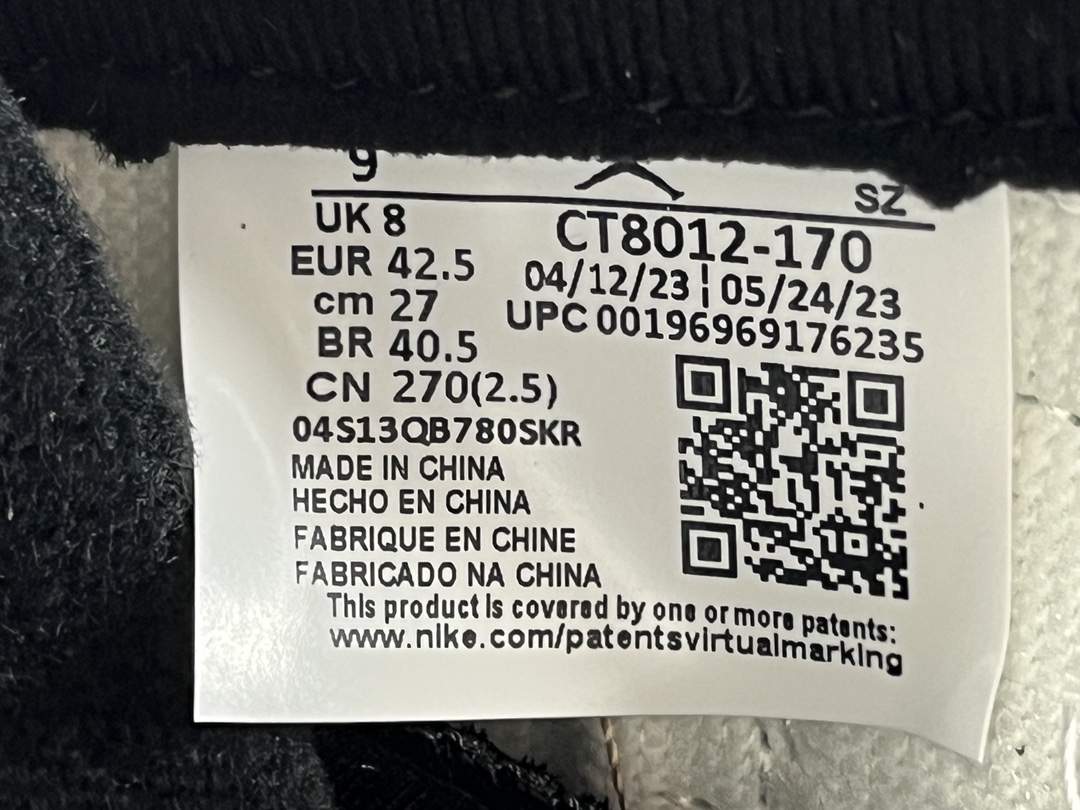 9
SZ
UK 8
CT8012-170
EUR 42.5
04/12/23 | 05/24/23
cm 27
UPC 00196969176235
BR 40.5
CN 270(2.5)
04S13QB780SKR
MADE IN CHINA
HECHO EN CHINA
FABRIQUE EN CHINE
FABRICADO NA CHINA
This product is covered by one or more patents:
www.nike.com/patentsvirtualmarking